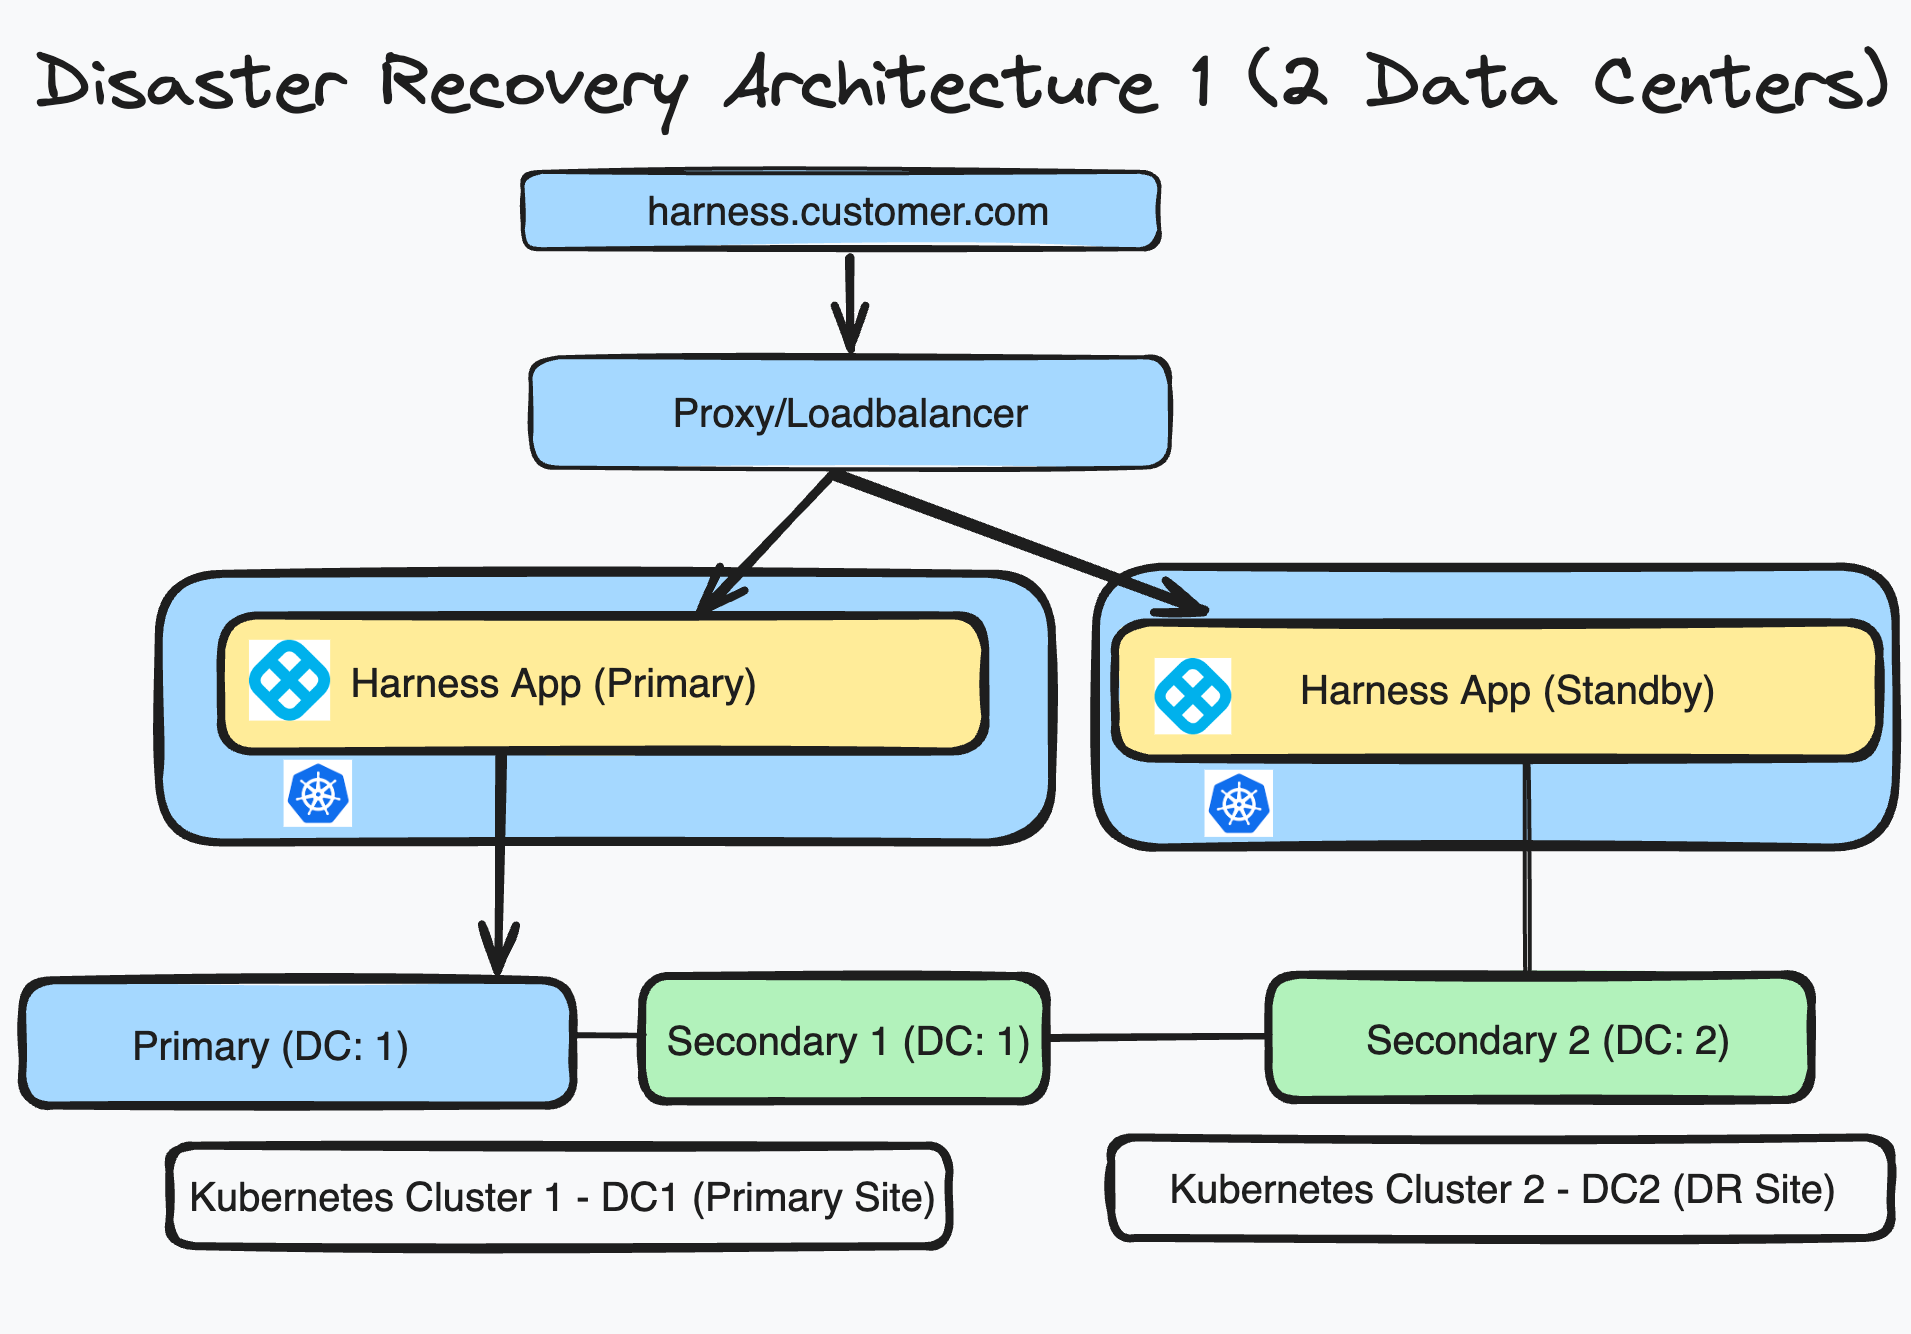 Disaster Recovery Architecture 1 (2 Data Centers)
harness.customer.com
Proxy/Loadbalancer
Harness App (Primary)
Harness App (Standby)
Primary (DC: 1)
Secondary 1 (DC: 1)
Secondary 2 (DC: 2)
Kubernetes Cluster 1 - DC1 (Primary Site)
Kubernetes Cluster 2 - DC2 (DR Site)